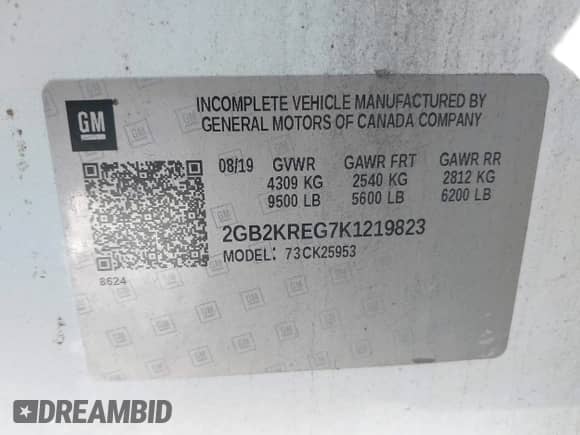 GM
INCOMPLETE VEHICLE MANUFACTURED BY
GENERAL MOTORS OF CANADA COMPANY
08/19 GVWR GAWR FRT GAWR RR
4309 KG 2540 KG 2812 KG
9500 LB 5600 LB 6200 LB
2GB2KREG7K1219823
MODEL: 73CK25953
8624
DREAMBID